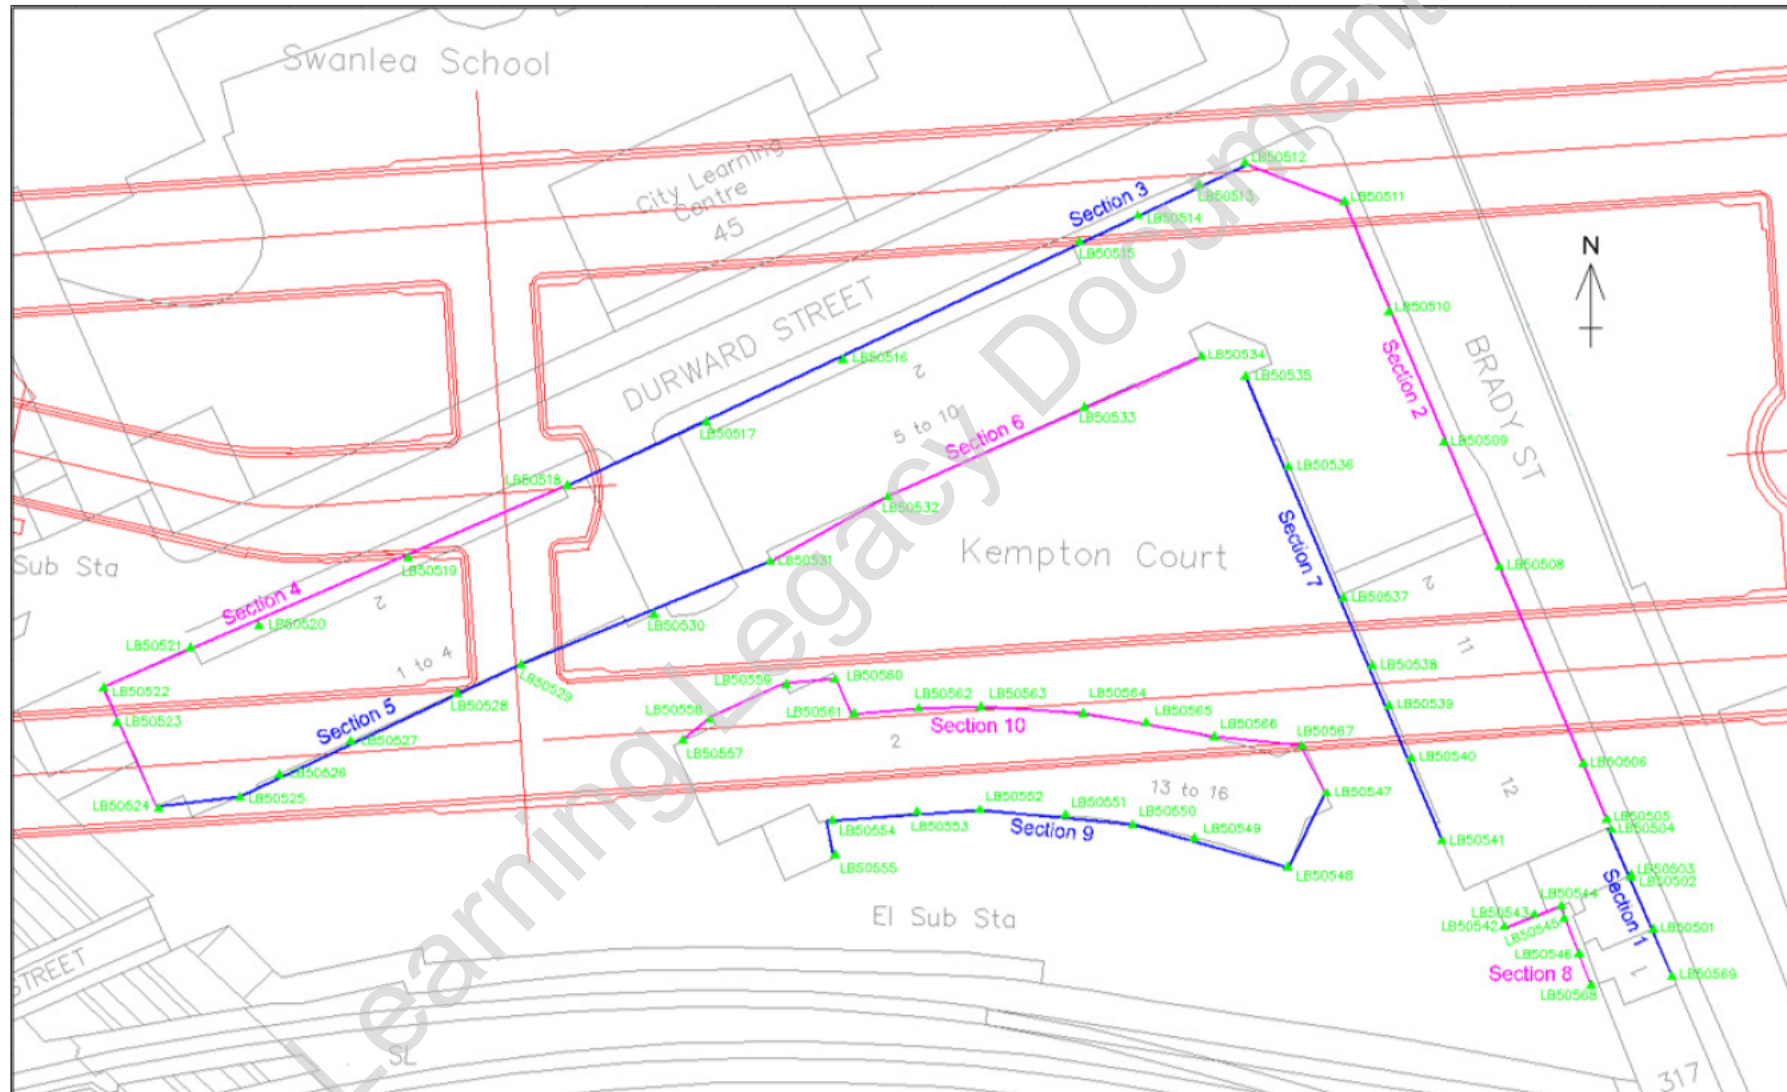 Swanlea School
City Learning
Centre
45
DURWARD STREET
BRADY ST
N
Section 3
LB50512
LB50513
LB50514
LB50515
LB50511
LB50510
Section 2
LB50509
LB50508
LB50506
LB50505
LB50504
LB50503
LB50502
Section 1
LB50501
LB50569
LB50516
LB50517
LB50518
2
5 to 10
Section 6
LB50534
LB50535
LB50533
LB50532
LB50531
LB50530
LB50536
Section 7
LB50537
LB50538
LB50539
LB50540
LB50541
2
11
12
Kempton Court
Sub Sta
LB50519
Section 4
2
LB50520
LB50521
LB50522
LB50523
LB50524
1 to 4
Section 5
LB50529
LB50528
LB50527
LB50526
LB50525
LB50559
LB50560
LB50558
LB50561
LB50562
LB50563
LB50564
LB50565
LB50566
LB50567
LB50557
Section 10
2
13 to 16
LB50547
LB50552
LB50551
LB50550
LB50549
LB50554
LB50553
Section 9
LB50555
LB50548
El Sub Sta
LB50544
LB50543
LB50542
LB50545
LB50546
Section 8
LB50568
1
STREET
SL
317
Learning Legacy Document